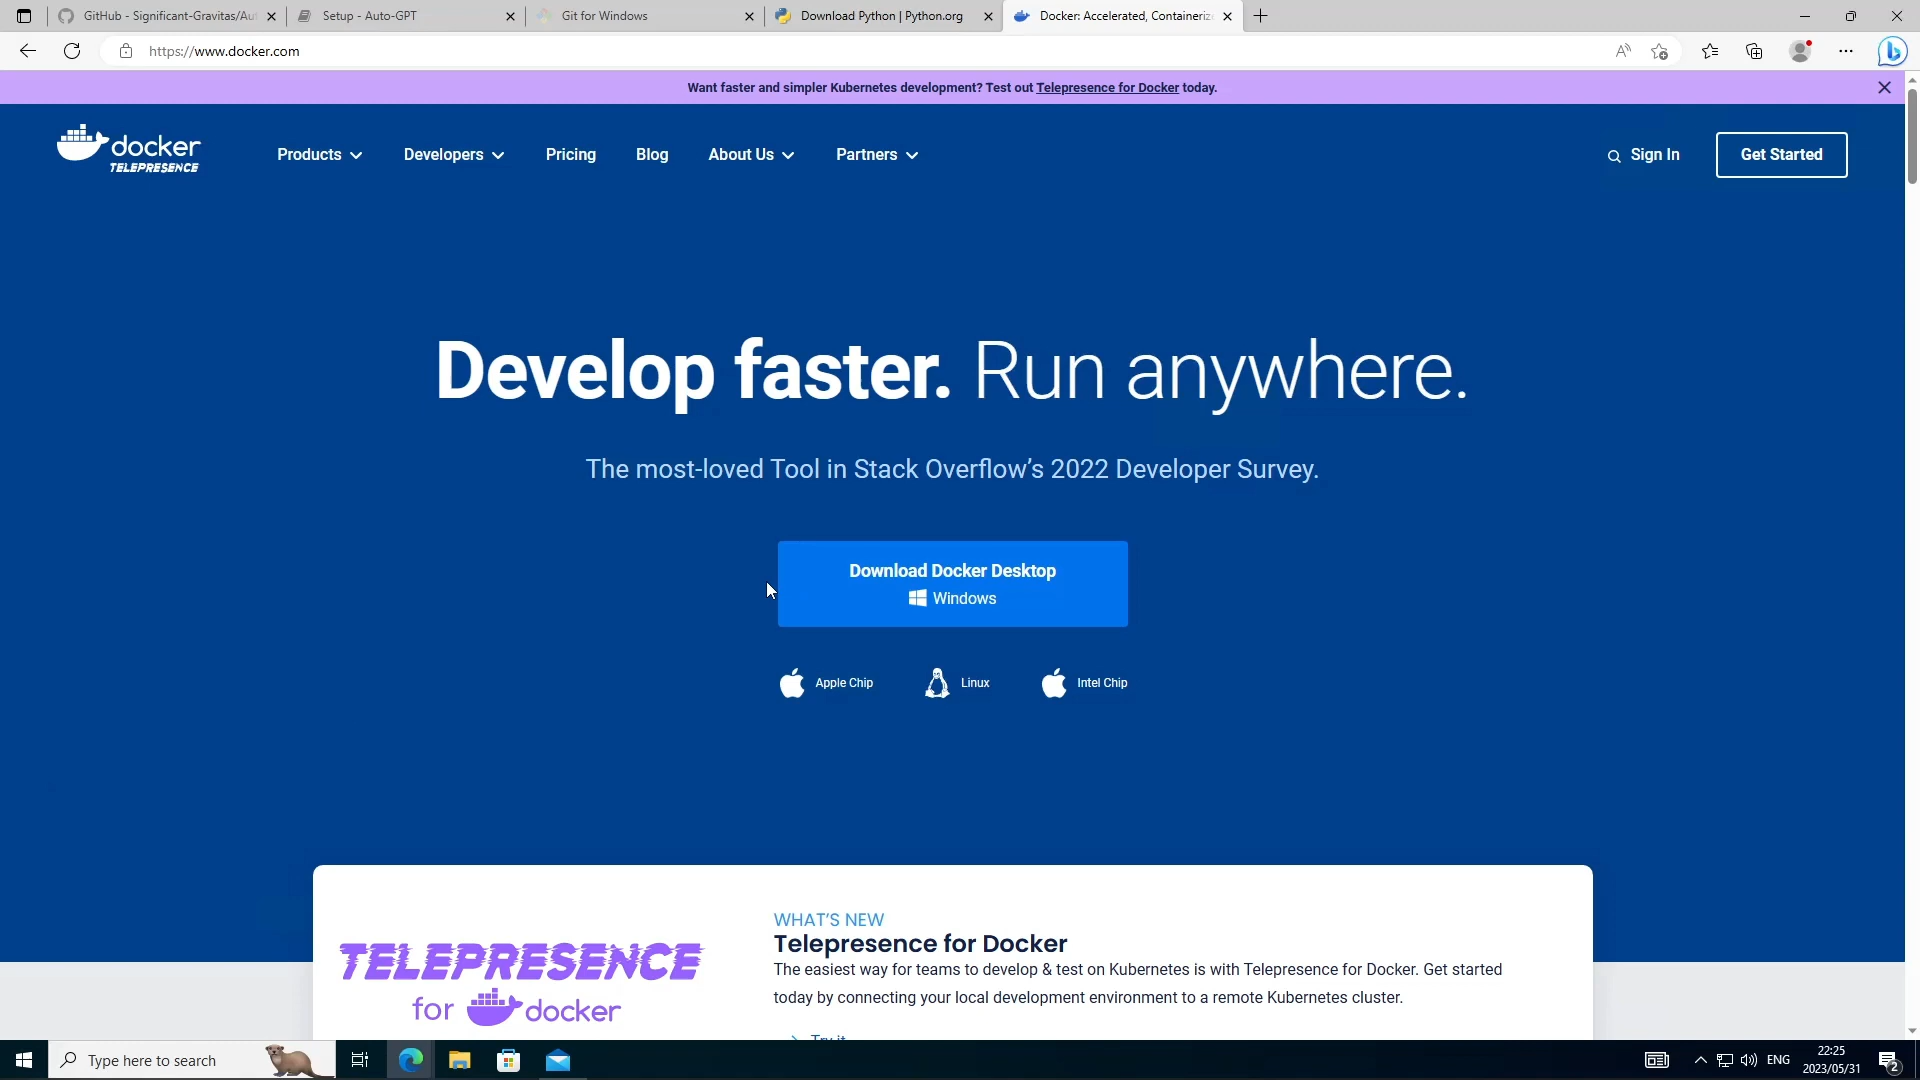 GitHub - Significant-Gravitas/Au
Setup - Auto-GPT
Git for Windows
Download Python | Python.org
Docker: Accelerated, Containeriz
https://www.docker.com
Want faster and simpler Kubernetes development? Test out Telepresence for Docker today.
docker
TELEPRESENCE
Products
Developers
Pricing
Blog
About Us
Partners
Sign In
Get Started
Develop faster. Run anywhere.
The most-loved Tool in Stack Overflow’s 2022 Developer Survey.
Download Docker Desktop
Windows
Apple Chip
Linux
Intel Chip
WHAT’S NEW
Telepresence for Docker
The easiest way for teams to develop & test on Kubernetes is with Telepresence for Docker. Get started
today by connecting your local development environment to a remote Kubernetes cluster.
Try it
TELEPRESENCE
for docker
Type here to search
ENG
22:25
2023/05/31
2